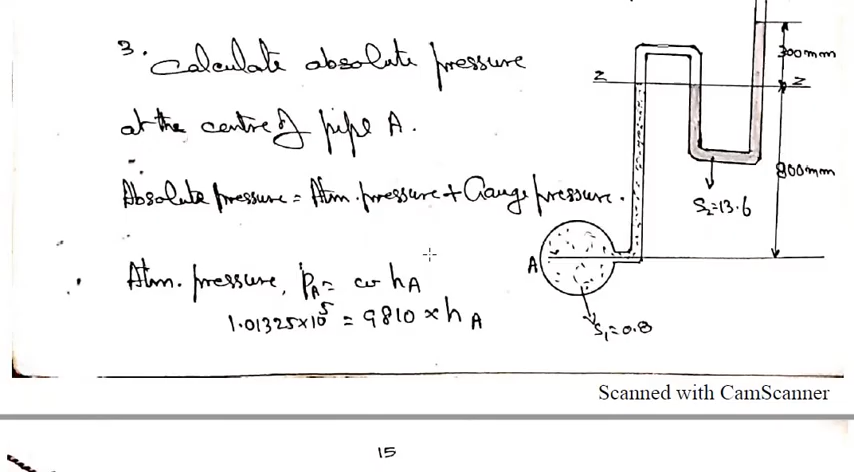 3. Calculate absolute pressure
at the centre of pipe A.
Absolute pressure = Atm. pressure + Gauge pressure.
Atm. pressure, pA = ω hA
1.01325×10⁵ = 9810 × hA
300mm
Z
Z
800mm
S₂=13.6
A
S₁=0.8
Scanned with CamScanner
15